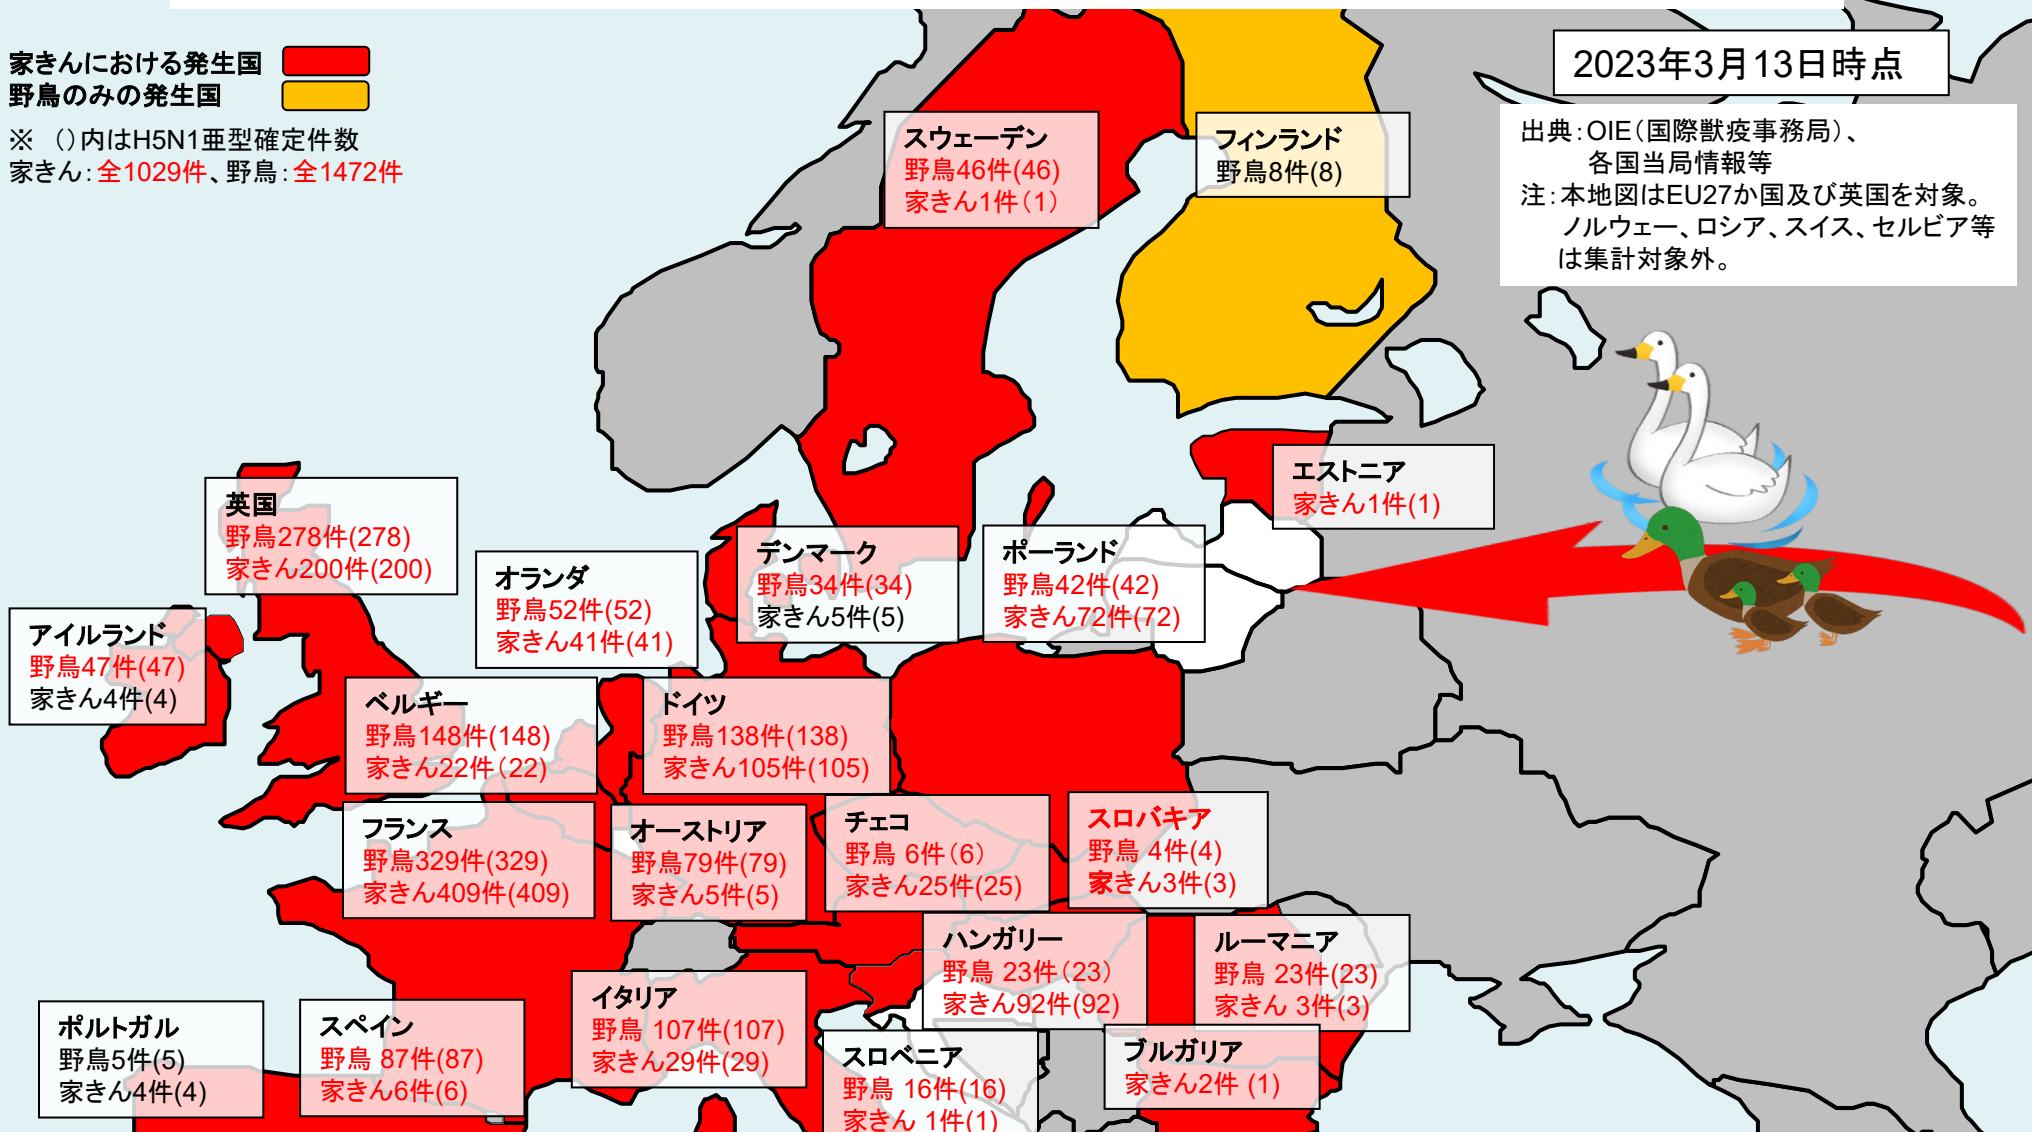 家きんにおける発生国
野鳥のみの発生国
※ （）内はH5N1亜型確定件数
家きん：全1029件、野鳥：全1472件
2023年3月13日時点
出典：OIE（国際獣疫事務局）、
各国当局情報等
注：本地図はEU27か国及び英国を対象。
ノルウェー、ロシア、スイス、セルビア等
は集計対象外。
スウェーデン
野鳥46件(46)
家きん1件（1）
フィンランド
野鳥8件(8)
エストニア
家きん1件(1)
英国
野鳥278件(278)
家きん200件(200)
オランダ
野鳥52件(52)
家きん41件(41)
デンマーク
野鳥34件(34)
家きん5件(5)
ポーランド
野鳥42件(42)
家きん72件(72)
アイルランド
野鳥47件(47)
家きん4件(4)
ベルギー
野鳥148件(148)
家きん22件（22)
ドイツ
野鳥138件(138)
家きん105件(105)
フランス
野鳥329件(329)
家きん409件(409)
オーストリア
野鳥79件(79)
家きん5件(5)
チェコ
野鳥 6件（6）
家きん25件(25)
スロバキア
野鳥 4件(4)
家きん3件(3)
ハンガリー
野鳥 23件（23）
家きん92件(92)
ルーマニア
野鳥 23件(23)
家きん 3件(3)
イタリア
野鳥 107件(107)
家きん29件(29)
ポルトガル
野鳥5件(5)
家きん4件(4)
スペイン
野鳥 87件(87)
家きん6件(6)
スロベニア
野鳥 16件(16)
家きん 1件(1)
ブルガリア
家きん2件 (1)